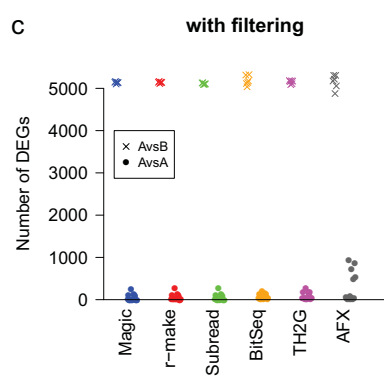 C
with filtering
Number of DEGs
5000
4000
3000
2000
1000
0
× AvsB
● AvsA
Magic
r−make
Subread
BitSeq
TH2G
AFX